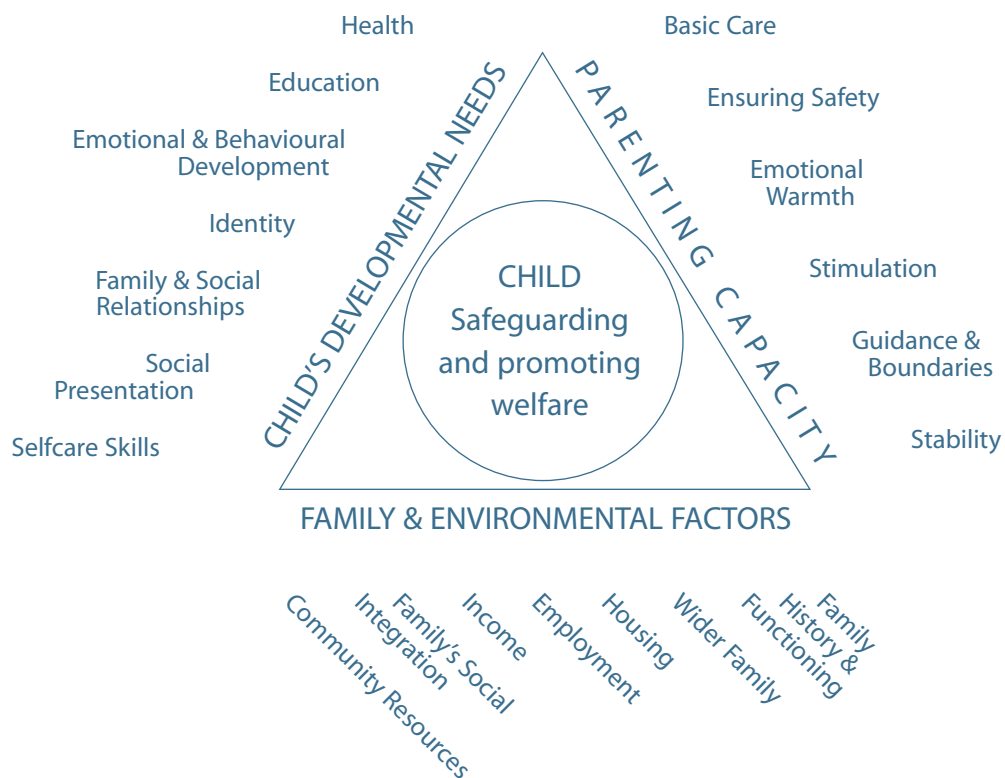 Health
Education
Emotional & Behavioural
Development
Identity
Family & Social
Relationships
Social
Presentation
Selfcare Skills
CHILD'S DEVELOPMENTAL NEEDS
CHILD
Safeguarding
and promoting
welfare
PARENTING CAPACITY
Basic Care
Ensuring Safety
Emotional
Warmth
Stimulation
Guidance &
Boundaries
Stability
FAMILY & ENVIRONMENTAL FACTORS
Community Resources
Family's Social
Integration
Income
Employment
Housing
Wider Family
Family
History &
Functioning